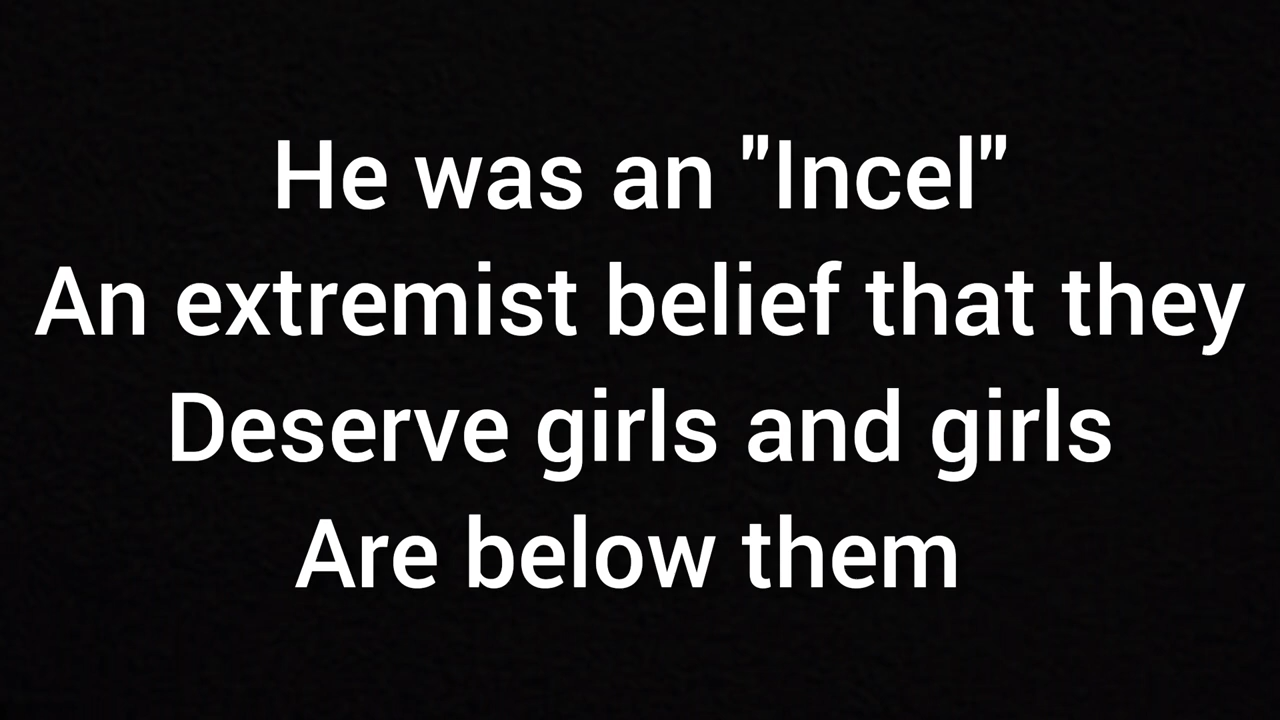 He was an "Incel"
An extremist belief that they
Deserve girls and girls
Are below them